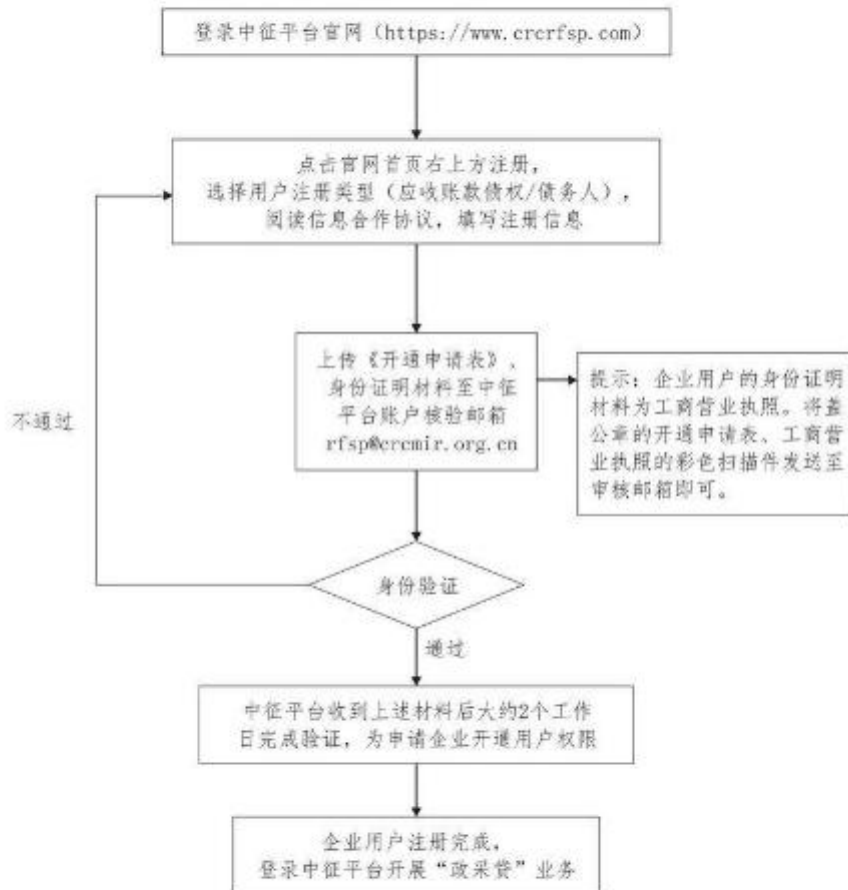 登录中征平台官网（https://www.crcrfsp.com）
点击官网首页右上方注册，
选择用户注册类型（应收账款债权/债务人），
阅读信息合作协议，填写注册信息
上传《开通申请表》、
身份证明材料至中征
平台账户核验邮箱
rfsp@crcmir.org.cn
提示：企业用户的身份证明
材料为工商营业执照。将盖
公章的开通申请表、工商营
业执照的彩色扫描件发送至
审核邮箱即可。
不通过
身份验证
通过
中征平台收到上述材料后大约2个工作
日完成验证，为申请企业开通用户权限
企业用户注册完成，
登录中征平台开展“政采贷”业务